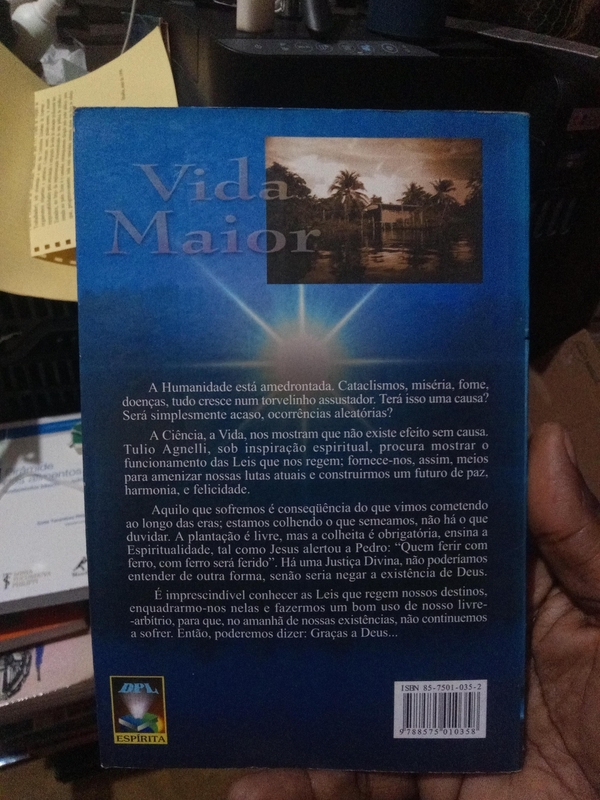 Vida
Maior
A Humanidade está amedrontada. Cataclismos, miséria, fome,
doenças, tudo cresce num torvelinho assustador. Terá isso uma causa?
Será simplesmente acaso, ocorrências aleatórias?
A Ciência, a Vida, nos mostram que não existe efeito sem causa.
Tulio Agnelli, sob inspiração espiritual, procura mostrar o
funcionamento das Leis que nos regem; fornece-nos, assim, meios
para amenizar nossas lutas atuais e construirmos um futuro de paz,
harmonia, e felicidade.
Aquilo que sofremos é conseqüência do que vimos cometendo
ao longo das eras; estamos colhendo o que semeamos, não há o que
duvidar. A plantação é livre, mas a colheita é obrigatória, ensina a
Espiritualidade, tal como Jesus alertou a Pedro: “Quem ferir com
ferro, com ferro será ferido”. Há uma Justiça Divina, não poderíamos
entender de outra forma, senão seria negar a existência de Deus.
É imprescindível conhecer as Leis que regem nossos destinos,
enquadrarmo-nos nelas e fazermos um bom uso de nosso livre-
-arbítrio, para que, no amanhã de nossas existências, não continuemos
a sofrer. Então, poderemos dizer: Graças a Deus...
DPL
ESPÍRITA
ISBN 85-7501-035-2
9788575010358